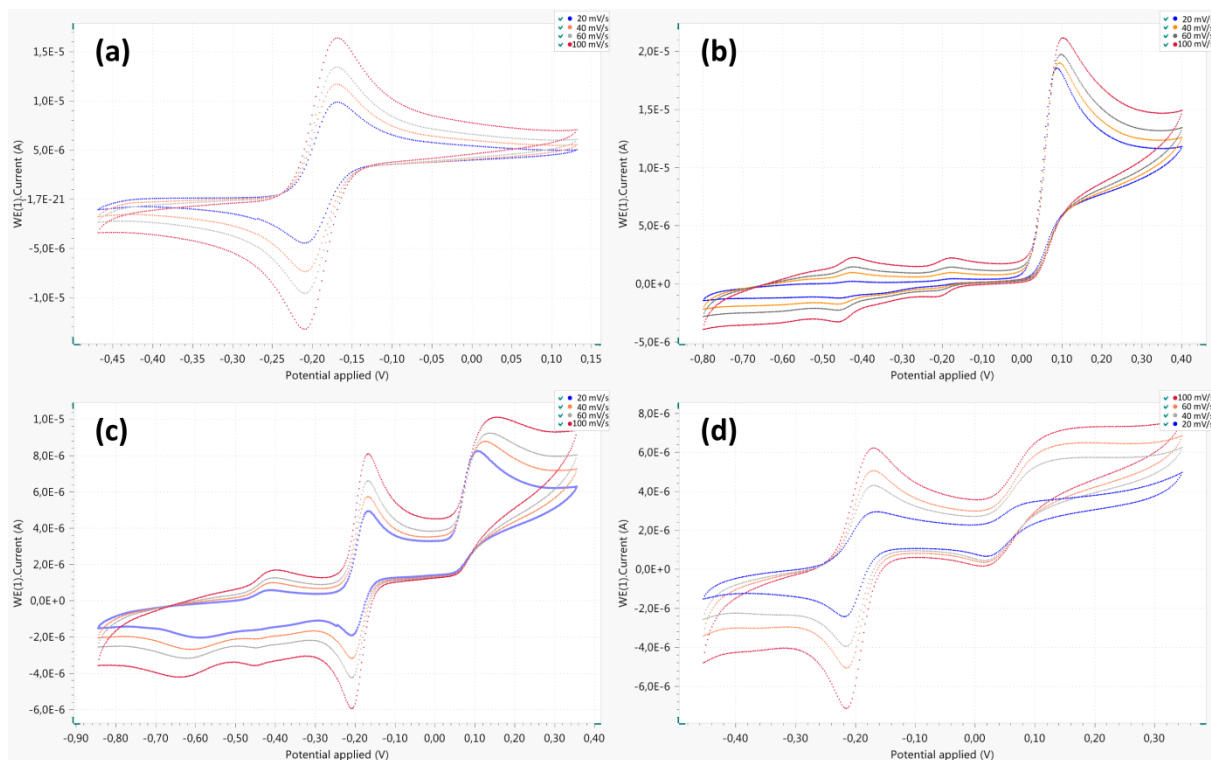 (a)
20 mV/s
40 mV/s
60 mV/s
100 mV/s
WE(1).Current (A)
1,5E-5
1,0E-5
5,0E-6
-1,7E-21
-5,0E-6
-1,0E-5
-0,45 -0,40 -0,35 -0,30 -0,25 -0,20 -0,15 -0,10 -0,05 0,00 0,05 0,10 0,15
Potential applied (V)
(b)
20 mV/s
40 mV/s
60 mV/s
100 mV/s
WE(1).Current (A)
2,0E-5
1,5E-5
1,0E-5
5,0E-6
0,0E+0
-5,0E-6
-0,80 -0,70 -0,60 -0,50 -0,40 -0,30 -0,20 -0,10 0,00 0,10 0,20 0,30 0,40
Potential applied (V)
(c)
20 mV/s
40 mV/s
60 mV/s
100 mV/s
WE(1).Current (A)
1,0E-5
8,0E-6
6,0E-6
4,0E-6
2,0E-6
0,0E+0
-2,0E-6
-4,0E-6
-6,0E-6
-0,90 -0,80 -0,70 -0,60 -0,50 -0,40 -0,30 -0,20 -0,10 0,00 0,10 0,20 0,30 0,40
Potential applied (V)
(d)
100 mV/s
60 mV/s
40 mV/s
20 mV/s
WE(1).Current (A)
8,0E-6
6,0E-6
4,0E-6
2,0E-6
0,0E+0
-2,0E-6
-4,0E-6
-6,0E-6
-0,40 -0,30 -0,20 -0,10 0,00 0,10 0,20 0,30
Potential applied (V)